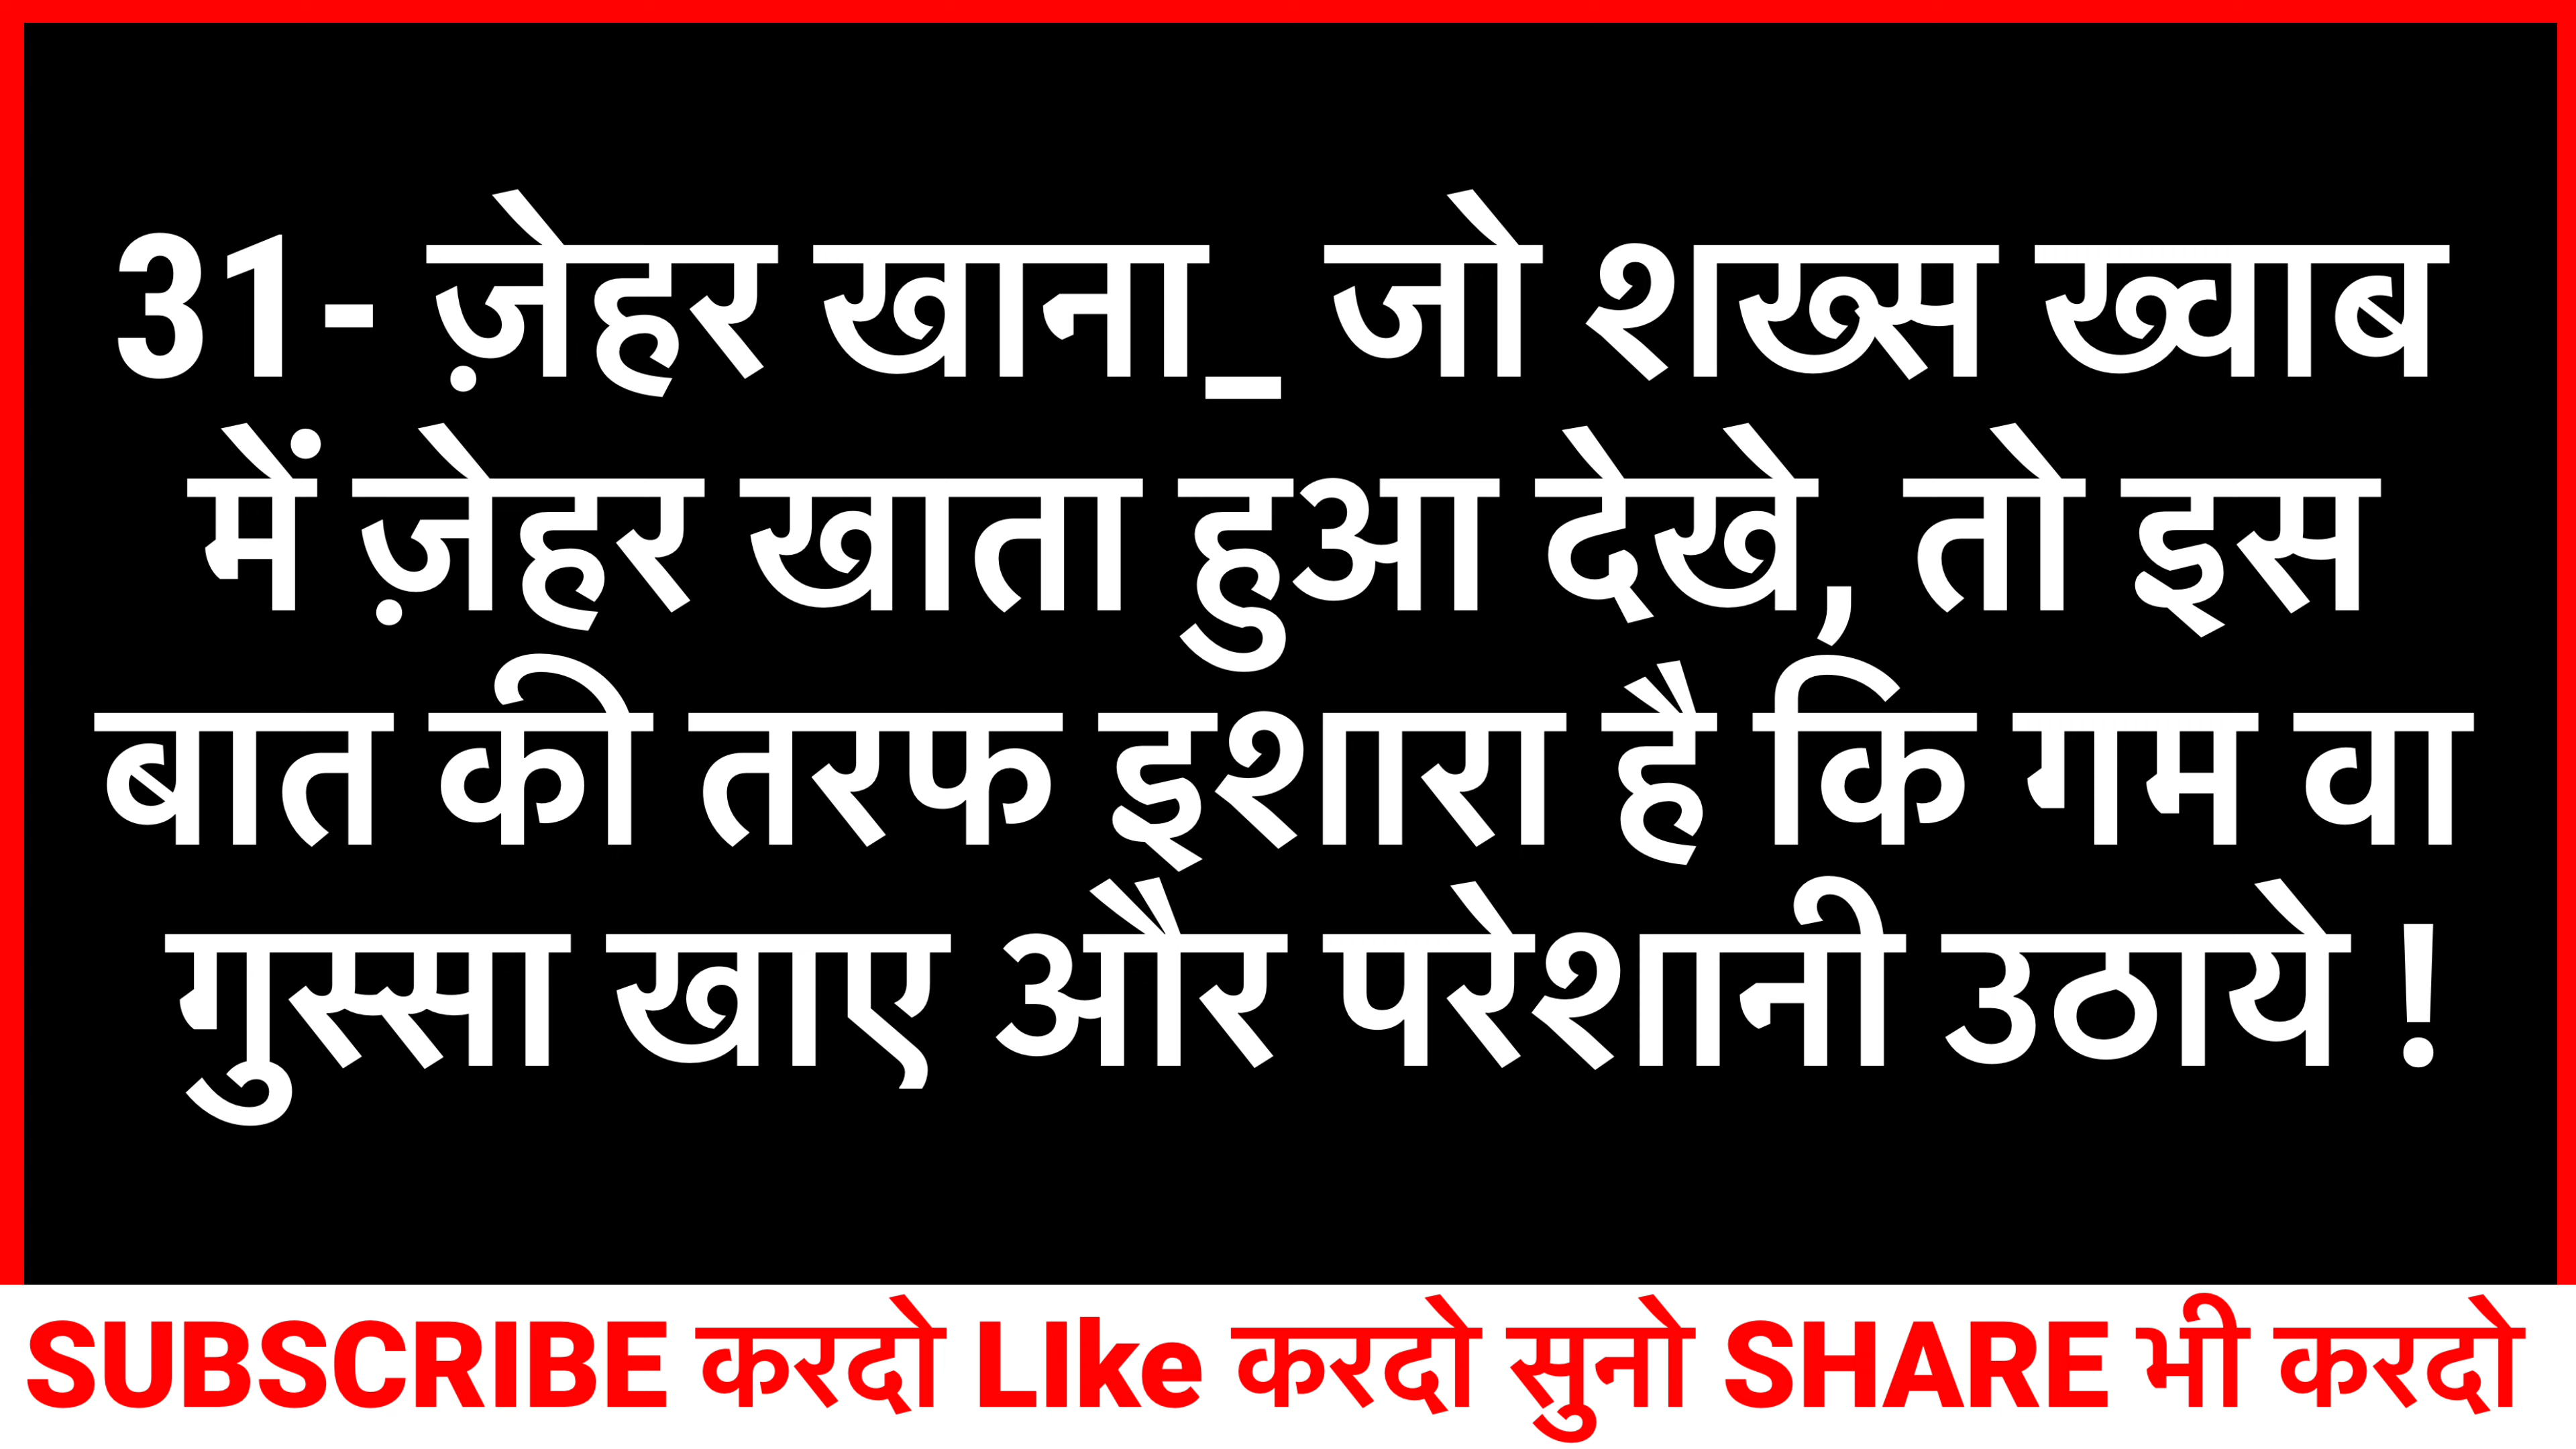 31- ज़ेहर खाना_ जो शख्स ख्वाब
में ज़ेहर खाता हुआ देखे, तो इस
बात की तरफ इशारा है कि गम वा
गुस्सा खाए और परेशानी उठाये !
SUBSCRIBE करदो LIke करदो सुनो SHARE भी करदो